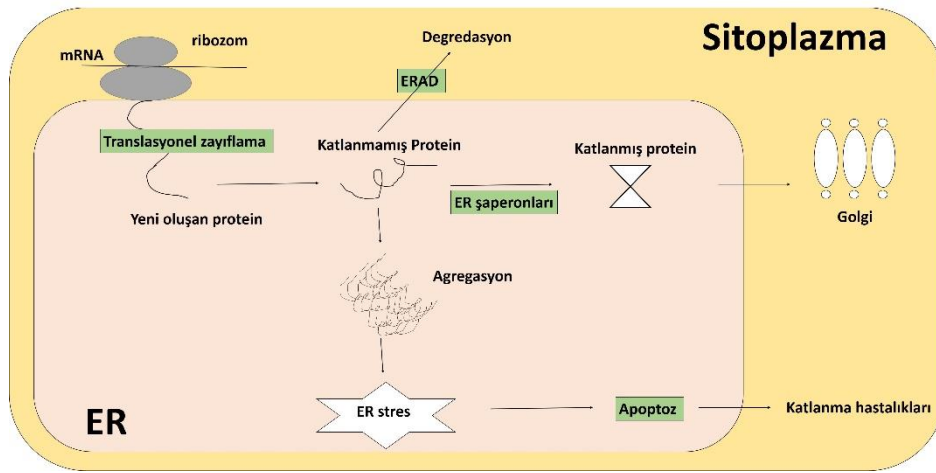 Sitoplazma
ribozom
mRNA
Degredasyon
ERAD
Translasyonel zayıflama
Katlanmamış Protein
Katlanmış protein
ER şaperonları
Yeni oluşan protein
Golgi
Agregasyon
ER stres
Apoptoz
Katlanma hastalıkları
ER